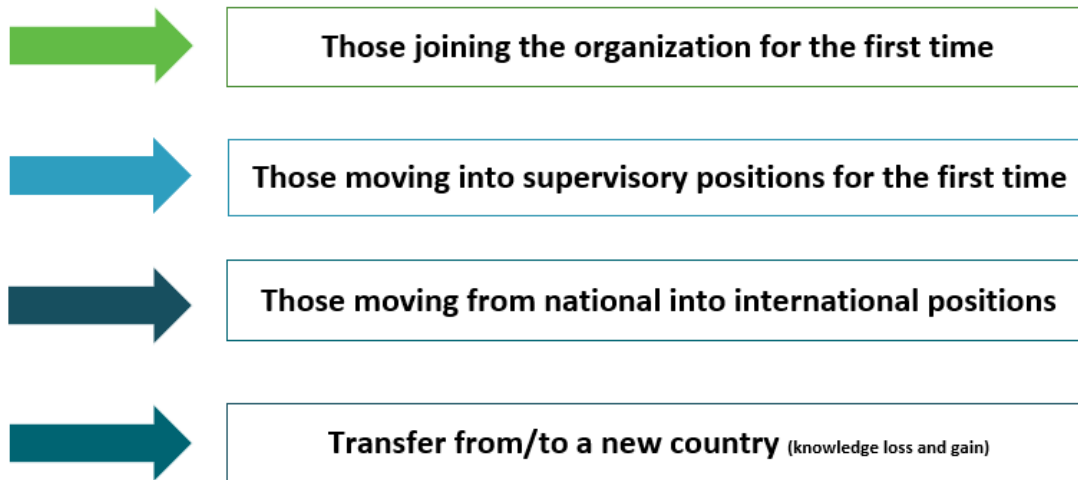 Those joining the organization for the first time
Those moving into supervisory positions for the first time
Those moving from national into international positions
Transfer from/to a new country (knowledge loss and gain)